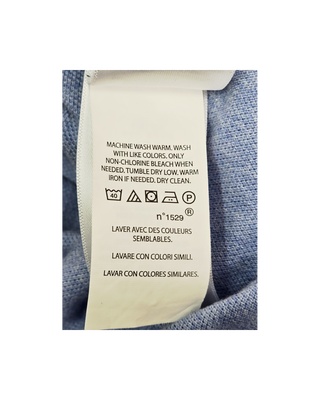 MACHINE WASH WARM, WASH
WITH LIKE COLORS. ONLY
NON-CHLORINE BLEACH WHEN
NEEDED. TUMBLE DRY LOW. WARM
IRON IF NEEDED. DRY CLEAN.
40 P
n°1529 ®
LAVER AVEC DES COULEURS
SEMBLABLES.
LAVARE CON COLORI SIMILI.
LAVAR CON COLORES SIMILARES.